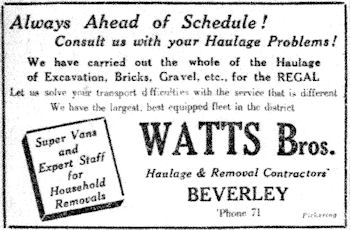 Always Ahead of Schedule!
Consult us with your Haulage Problems!
We have carried out the whole of the Haulage
of Excavation, Bricks, Gravel, etc., for the REGAL
Let us solve your transport difficulties with the service that is different
We have the largest, best equipped fleet in the district
Super Vans
and
Expert Staff
for
Household
Removals
WATTS Bros.
Haulage & Removal Contractors
BEVERLEY
'Phone 71
Pickering